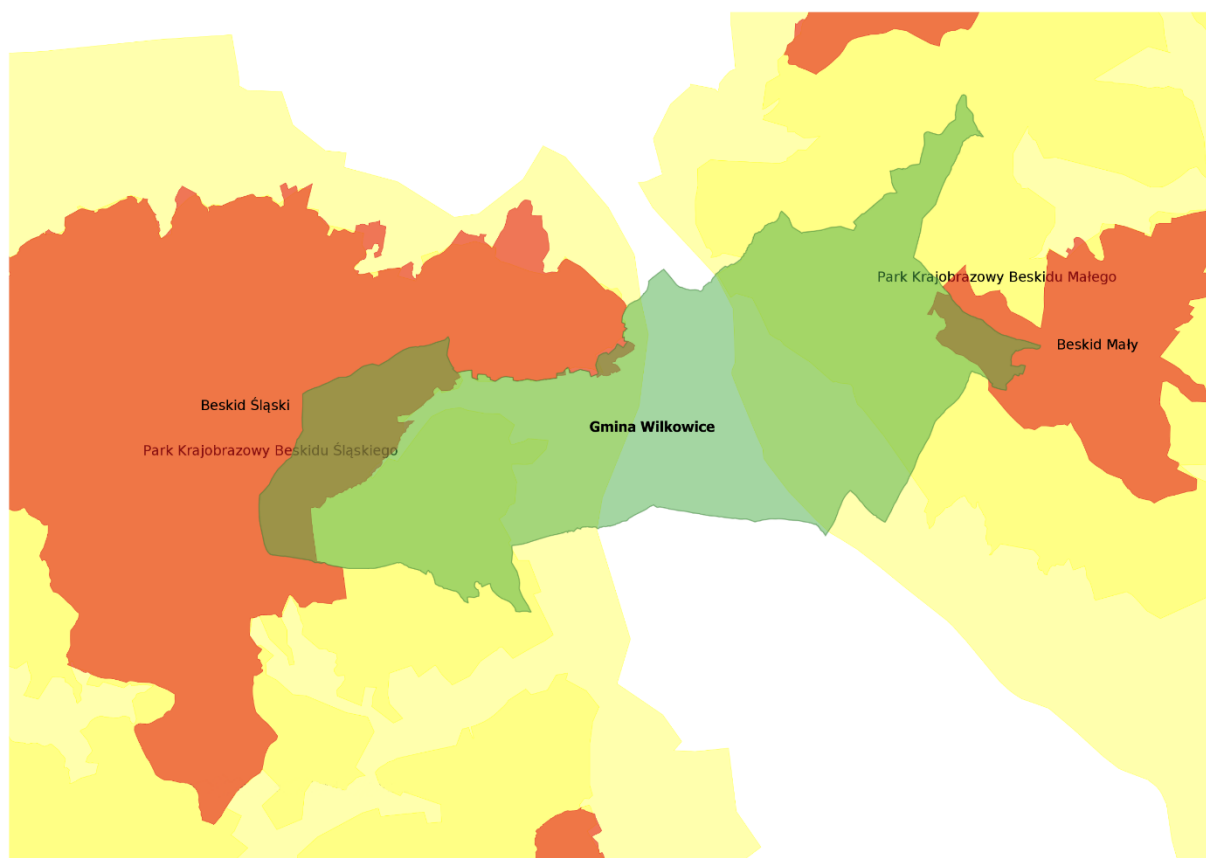 Park Krajobrazowy Beskidu Małego
Beskid Mały
Beskid Śląski
Gmina Wilkowice
Park Krajobrazowy Beskidu Śląskiego